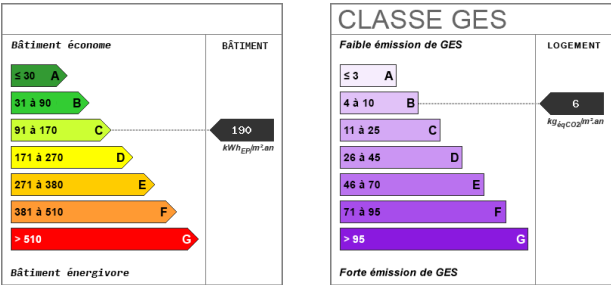 Bâtiment économe
BÂTIMENT
≤ 30 A
31 à 90 B
91 à 170 C
190
kWhEP/m².an
171 à 270 D
271 à 380 E
381 à 510 F
> 510 G
Bâtiment énergivore
CLASSE GES
Faible émission de GES
LOGEMENT
≤ 3 A
4 à 10 B
6
kgéqCO2/m².an
11 à 25 C
26 à 45 D
46 à 70 E
71 à 95 F
> 95 G
Forte émission de GES